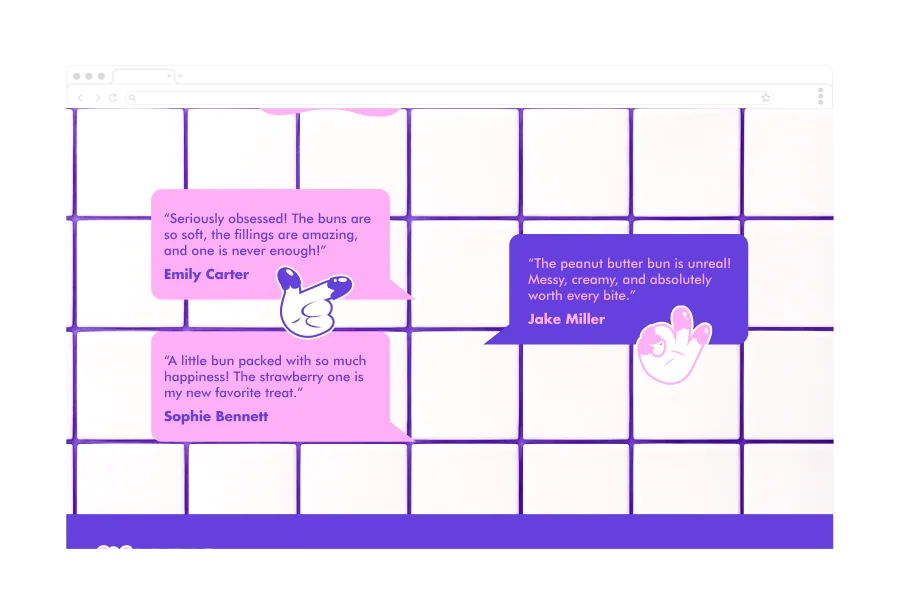 “Seriously obsessed! The buns are
so soft, the fillings are amazing,
and one is never enough!”
Emily Carter
“The peanut butter bun is unreal!
Messy, creamy, and absolutely
worth every bite.”
Jake Miller
“A little bun packed with so much
happiness! The strawberry one is
my new favorite treat.”
Sophie Bennett